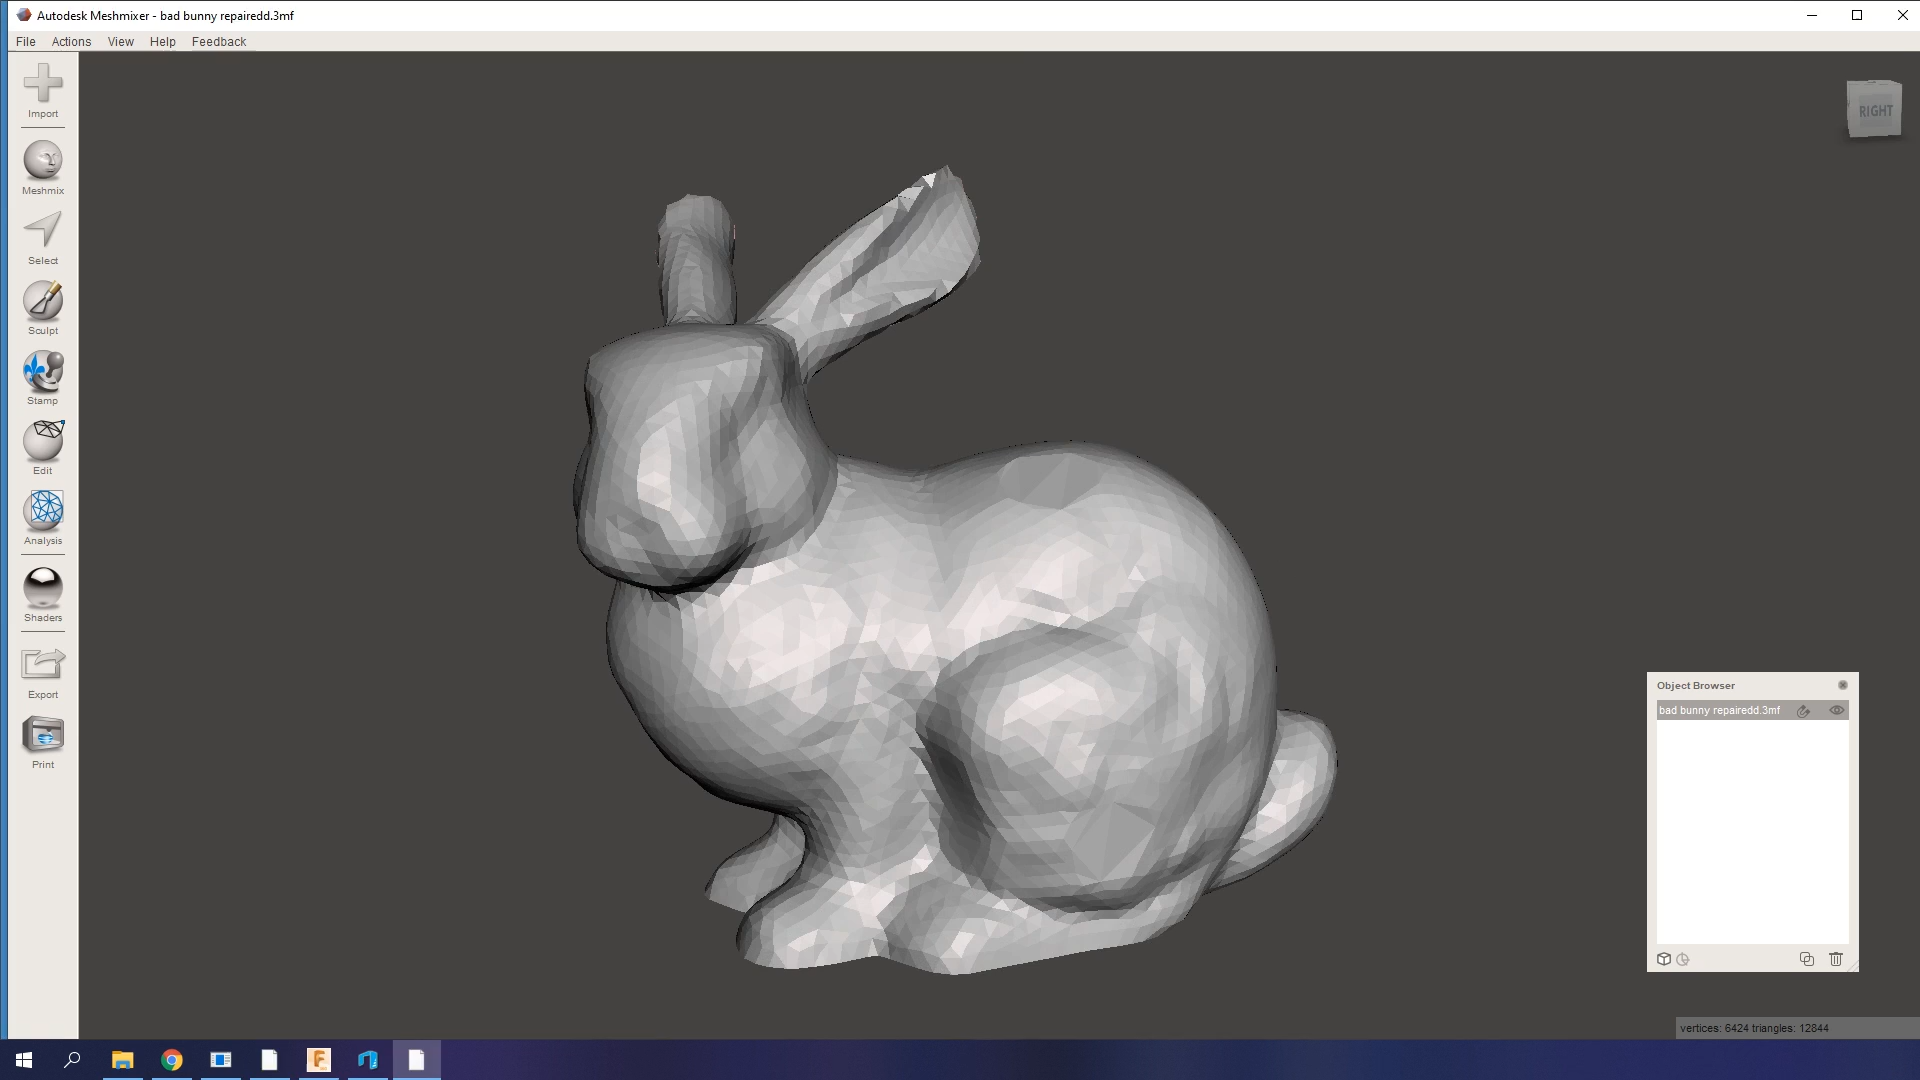 Autodesk Meshmixer - bad bunny repairedd.3mf
File Actions View Help Feedback
Import
Meshmix
Select
Sculpt
Stamp
Edit
Analysis
Shaders
Export
Print
RIGHT
Object Browser
bad bunny repairedd.3mf
vertices: 6424 triangles: 12844